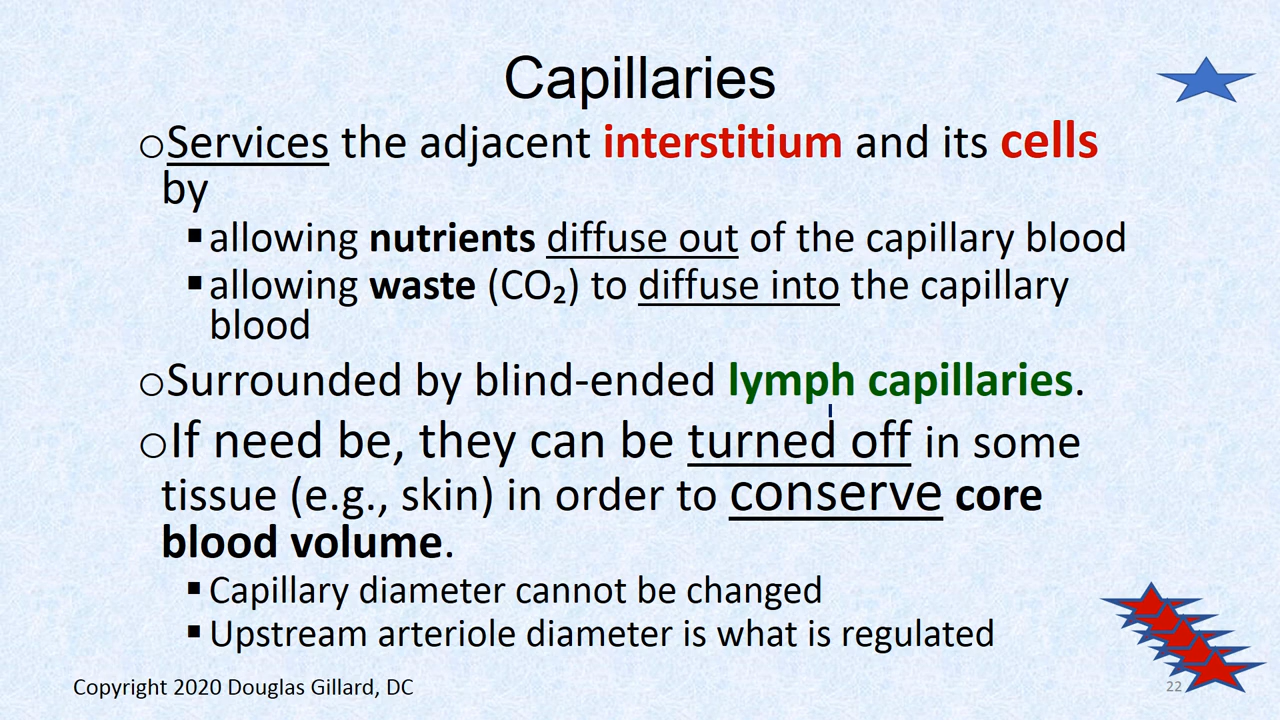 Capillaries
oServices the adjacent interstitium and its cells
by
▪allowing nutrients diffuse out of the capillary blood
▪allowing waste (CO₂) to diffuse into the capillary
blood
oSurrounded by blind-ended lymph capillaries.
oIf need be, they can be turned off in some
tissue (e.g., skin) in order to conserve core
blood volume.
▪Capillary diameter cannot be changed
▪Upstream arteriole diameter is what is regulated
Copyright 2020 Douglas Gillard, DC
22